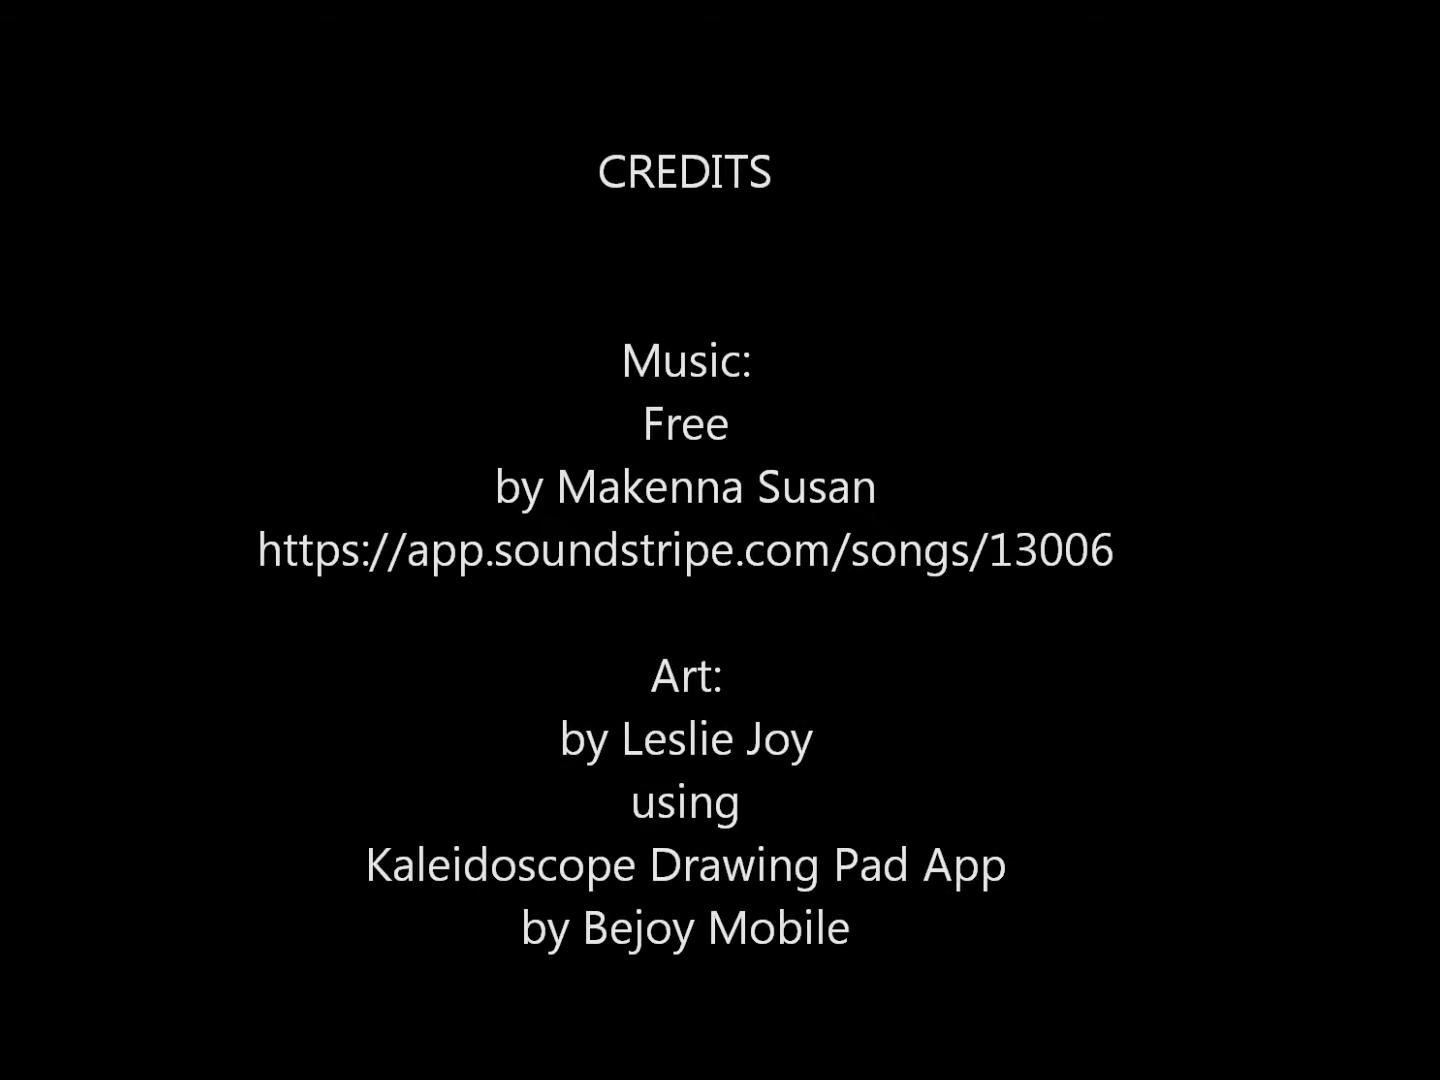 CREDITS
Music:
Free
by Makenna Susan
https://app.soundstripe.com/songs/13006
Art:
by Leslie Joy
using
Kaleidoscope Drawing Pad App
by Bejoy Mobile